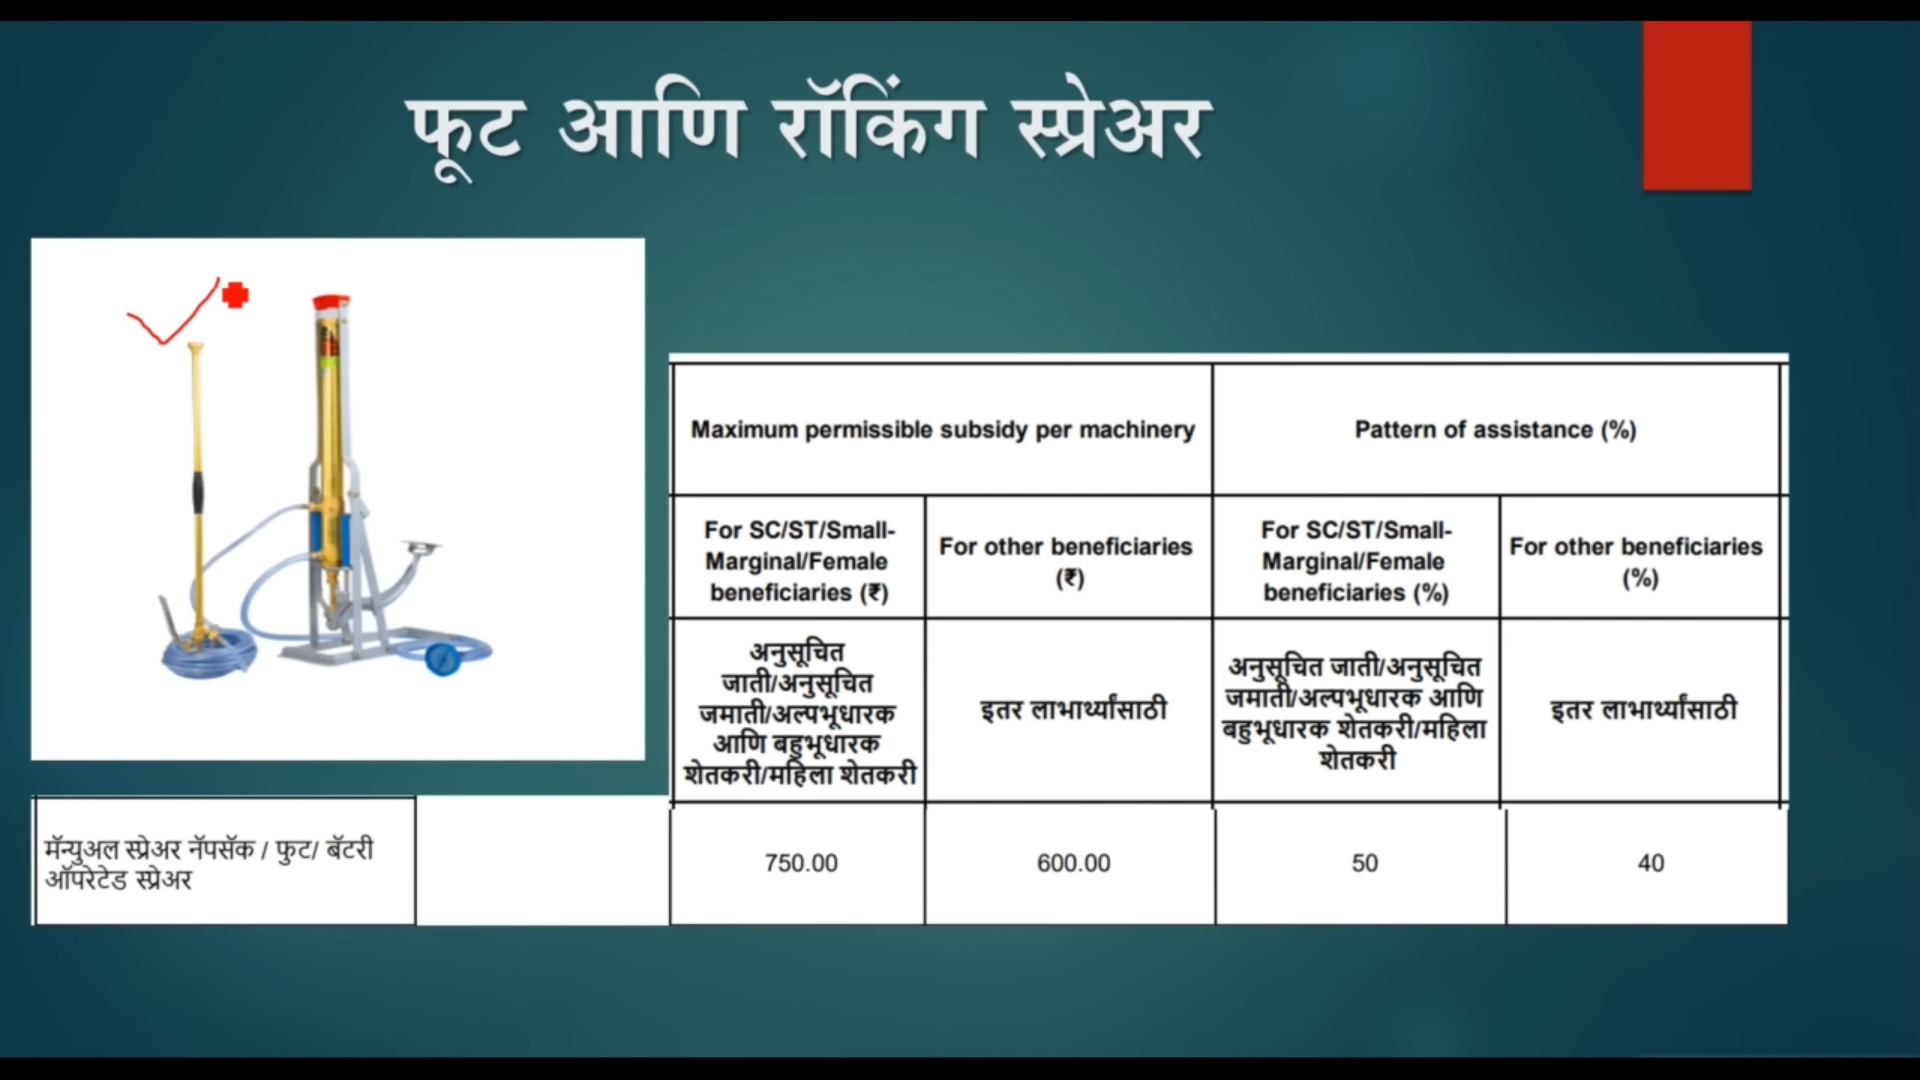 फूट आणि रॉकिंग स्प्रेअर
Maximum permissible subsidy per machinery
Pattern of assistance (%)
For SC/ST/Small-
Marginal/Female
beneficiaries (₹)
For other beneficiaries
(₹)
For SC/ST/Small-
Marginal/Female
beneficiaries (%)
For other beneficiaries
(%)
अनुसूचित
जाती/अनुसूचित
जमाती/अल्पभूधारक
आणि बहुभूधारक
शेतकरी/महिला शेतकरी
इतर लाभार्थ्यांसाठी
अनुसूचित जाती/अनुसूचित
जमाती/अल्पभूधारक आणि
बहुभूधारक शेतकरी/महिला
शेतकरी
इतर लाभार्थ्यांसाठी
मॅन्युअल स्प्रेअर नॅपसॅक / फुट/ बॅटरी
ऑपरेटेड स्प्रेअर
750.00
600.00
50
40